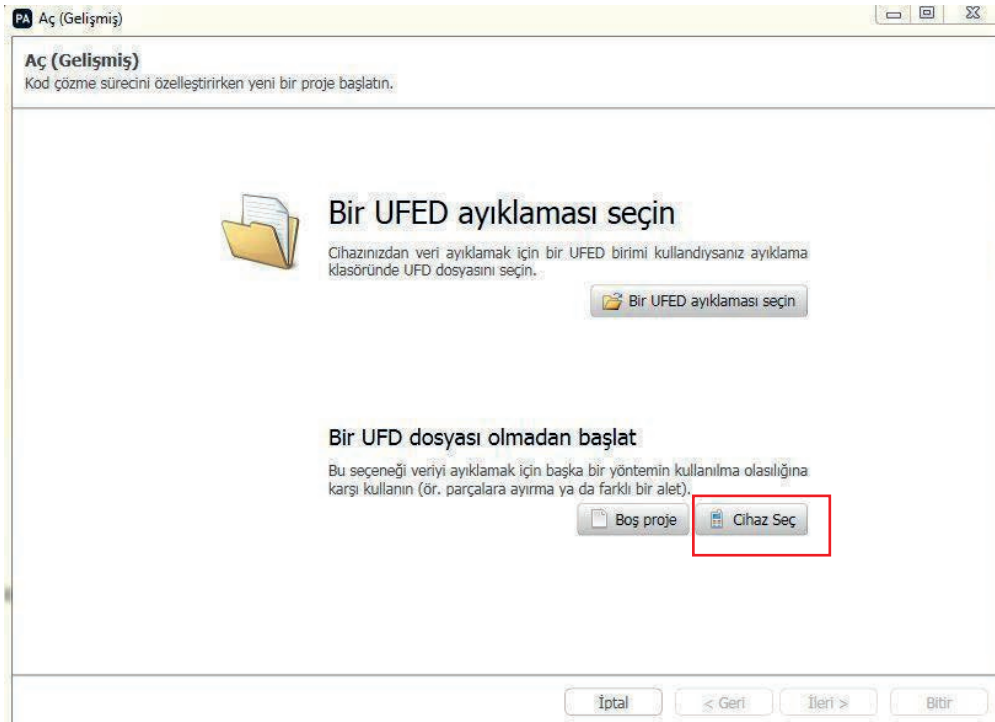 PA Aç (Gelişmiş)
Aç (Gelişmiş)
Kod çözme sürecini özelleştirirken yeni bir proje başlatın.
Bir UFED ayıklaması seçin
Cihazınızdan veri ayıklamak için bir UFED birimi kullandıysanız ayıklama
klasöründe UFD dosyasını seçin.
Bir UFED ayıklaması seçin
Bir UFD dosyası olmadan başlat
Bu seçeneği veriyi ayıklamak için başka bir yöntemin kullanılma olasılığına
karşı kullanın (ör. parçalara ayırma ya da farklı bir alet).
Boş proje Cihaz Seç
İptal < Geri İleri > Bitir